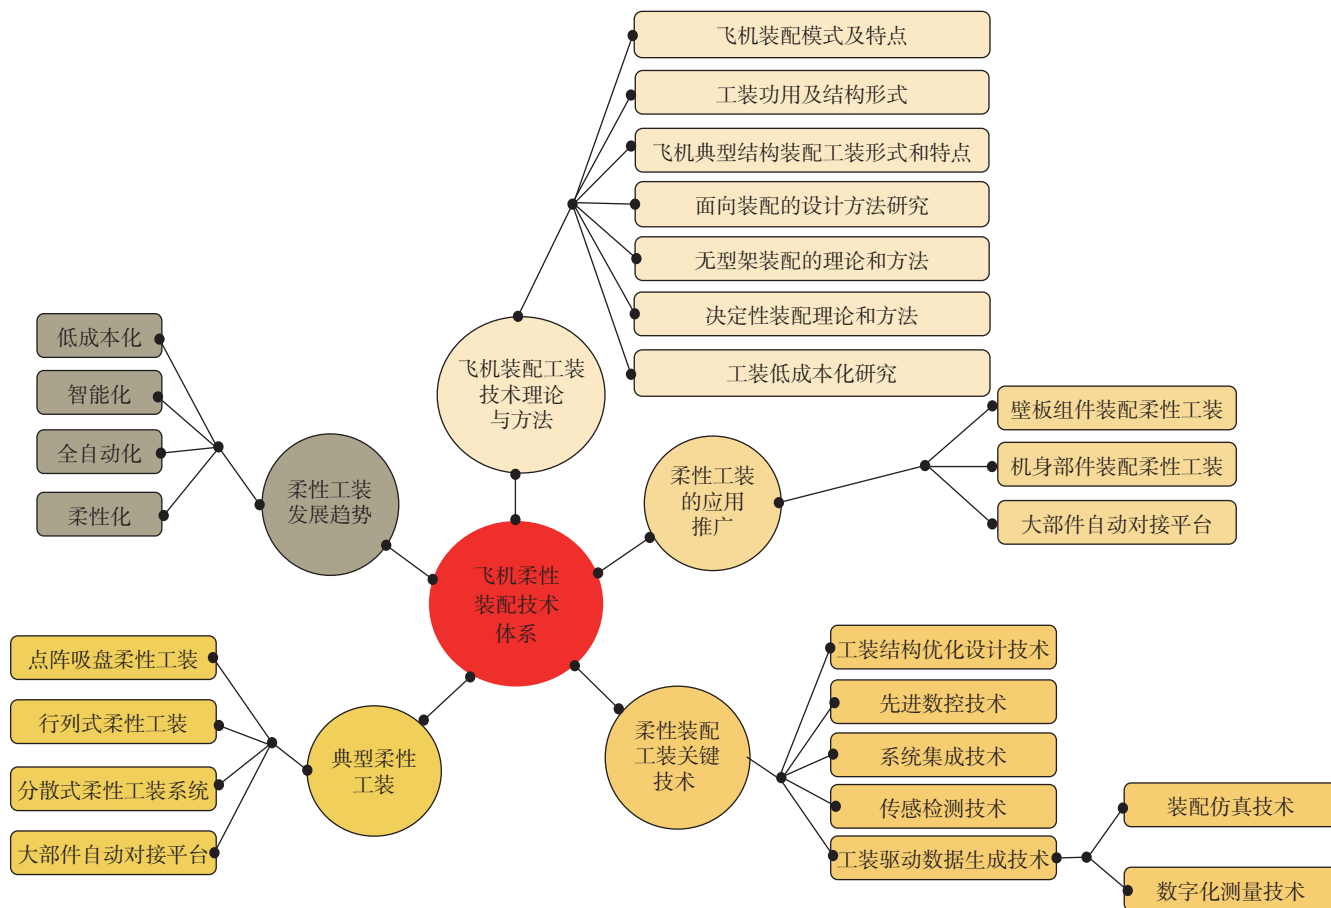 飞机装配模式及特点
工装功用及结构形式
飞机典型结构装配工装形式和特点
面向装配的设计方法研究
无型架装配的理论和方法
决定性装配理论和方法
工装低成本化研究
飞机装配工装
技术理论
与方法
低成本化
智能化
全自动化
柔性化
柔性工装
发展趋势
柔性工装
的应用
推广
壁板组件装配柔性工装
机身部件装配柔性工装
大部件自动对接平台
飞机柔性
装配技术
体系
点阵吸盘柔性工装
行列式柔性工装
分散式柔性工装系统
大部件自动对接平台
典型柔性
工装
柔性装配
工装关键
技术
工装结构优化设计技术
先进数控技术
系统集成技术
传感检测技术
工装驱动数据生成技术
装配仿真技术
数字化测量技术